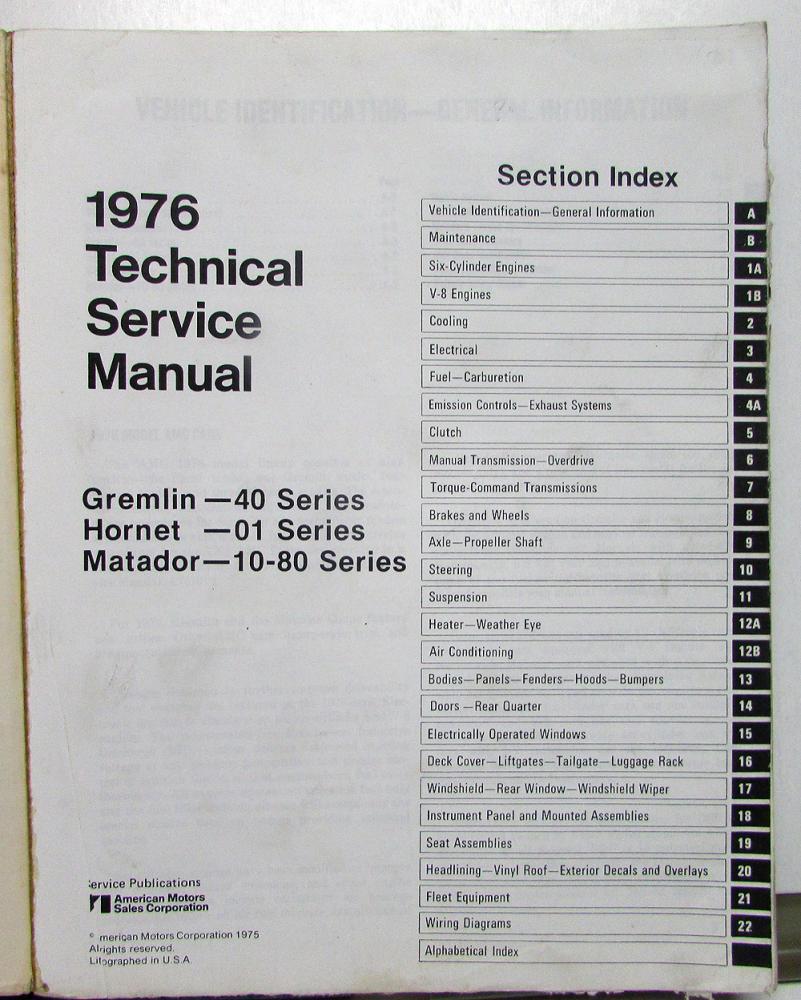 1976
Technical
Service
Manual
Gremlin —40 Series
Hornet —01 Series
Matador—10-80 Series
Service Publications
American Motors
Sales Corporation
© merican Motors Corporation 1975
All rights reserved.
Lithographed in U.S.A.
Section Index
Vehicle Identification—General Information A
Maintenance B
Six-Cylinder Engines 1A
V-8 Engines 1B
Cooling 2
Electrical 3
Fuel—Carburetion 4
Emission Controls—Exhaust Systems 4A
Clutch 5
Manual Transmission—Overdrive 6
Torque-Command Transmissions 7
Brakes and Wheels 8
Axle—Propeller Shaft 9
Steering 10
Suspension 11
Heater—Weather Eye 12A
Air Conditioning 12B
Bodies—Panels—Fenders—Hoods—Bumpers 13
Doors —Rear Quarter 14
Electrically Operated Windows 15
Deck Cover—Liftgates—Tailgate—Luggage Rack 16
Windshield—Rear Window—Windshield Wiper 17
Instrument Panel and Mounted Assemblies 18
Seat Assemblies 19
Headlining—Vinyl Roof—Exterior Decals and Overlays 20
Fleet Equipment 21
Wiring Diagrams 22
Alphabetical Index